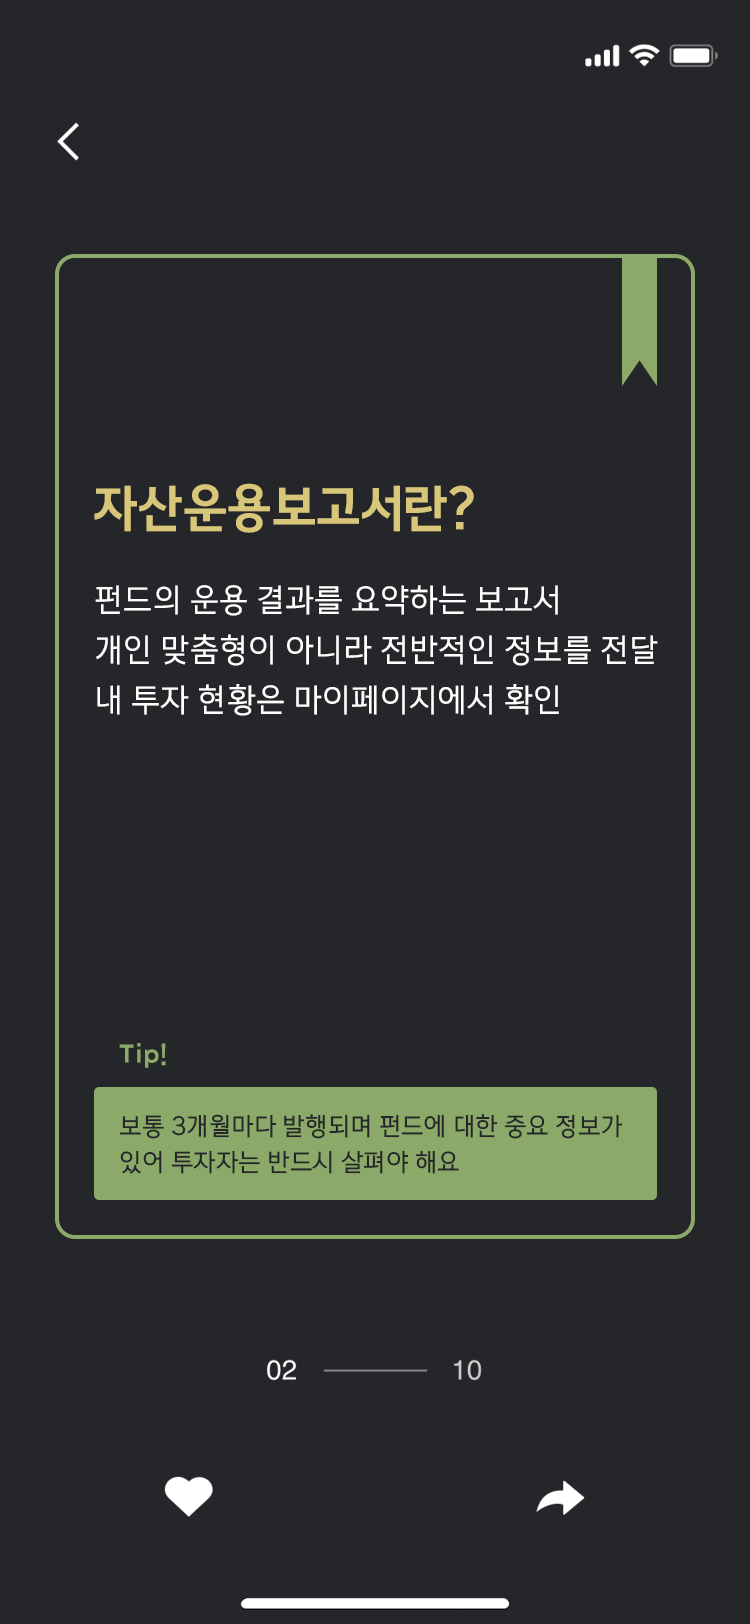 자산운용보고서란?
펀드의 운용 결과를 요약하는 보고서
개인 맞춤형이 아니라 전반적인 정보를 전달
내 투자 현황은 마이페이지에서 확인
Tip!
보통 3개월마다 발행되며 펀드에 대한 중요 정보가
있어 투자자는 반드시 살펴야 해요
02
10